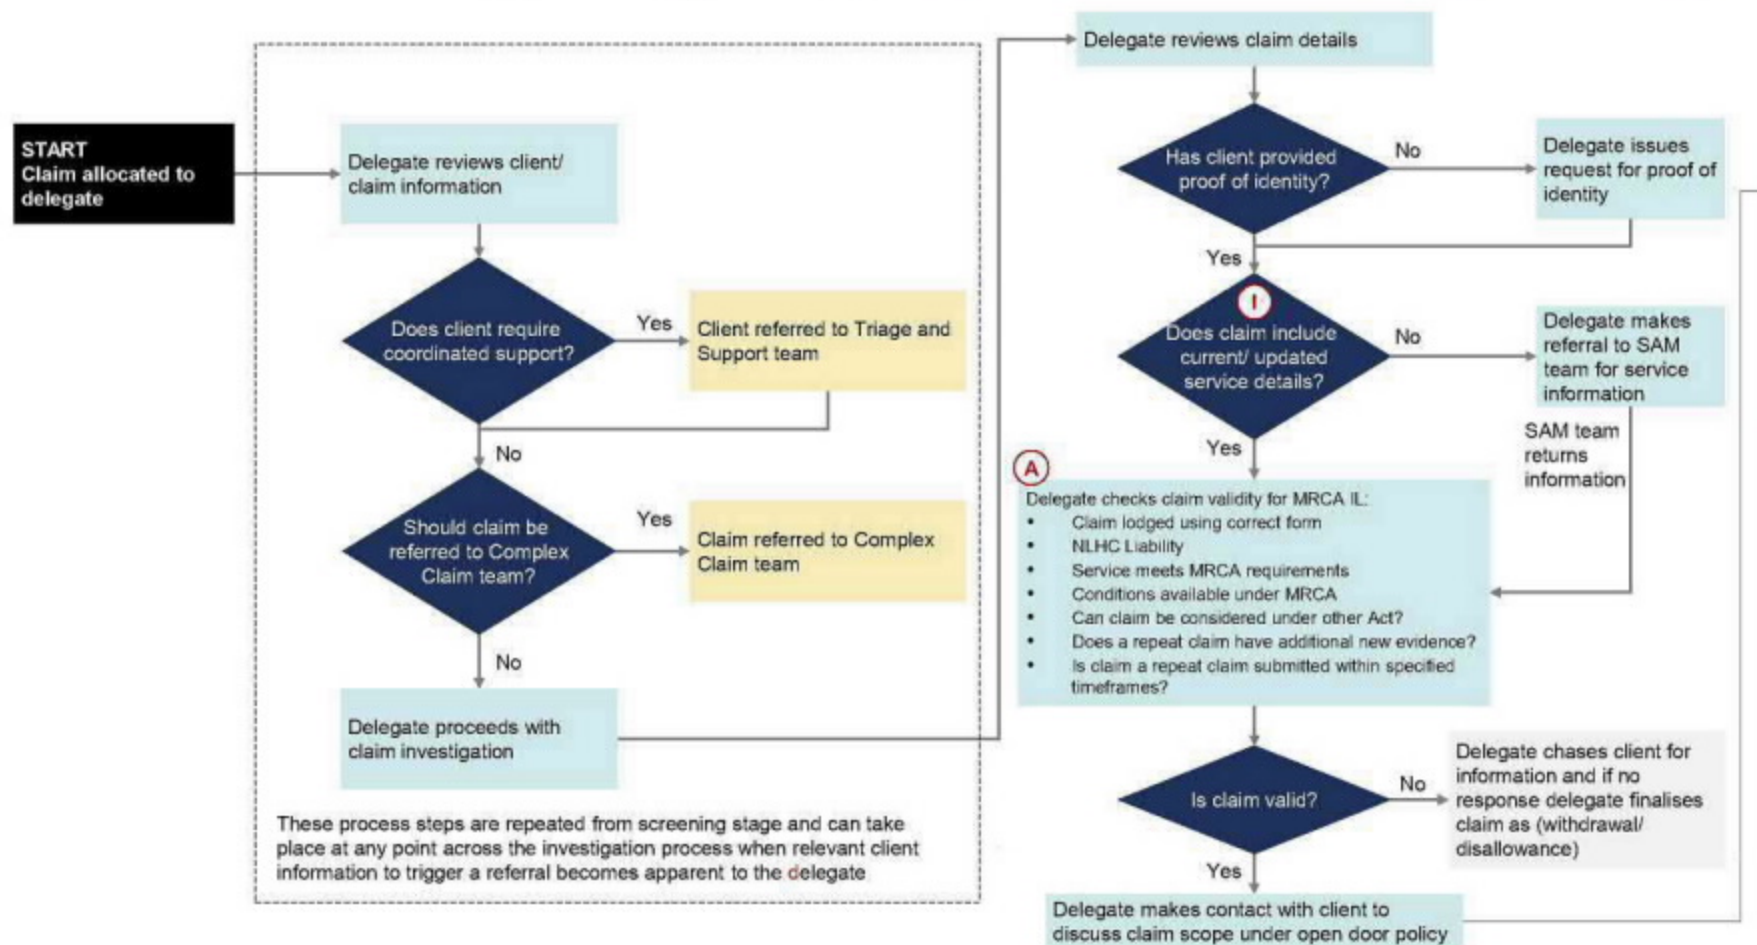 START
Claim allocated to
delegate
Delegate reviews client/
claim information
Does client require
coordinated support?
Yes
Client referred to Triage and
Support team
No
Should claim be
referred to Complex
Claim team?
Yes
Claim referred to Complex
Claim team
No
Delegate proceeds with
claim investigation
These process steps are repeated from screening stage and can take
place at any point across the investigation process when relevant client
information to trigger a referral becomes apparent to the delegate
Delegate reviews claim details
Has client provided
proof of identity?
No
Delegate issues
request for proof of
identity
Yes
I
Does claim include
current/ updated
service details?
No
Delegate makes
referral to SAM
team for service
information
SAM team
returns
information
Yes
A
Delegate checks claim validity for MRCA IL:
• Claim lodged using correct form
• NLHC Liability
• Service meets MRCA requirements
• Conditions available under MRCA
• Can claim be considered under other Act?
• Does a repeat claim have additional new evidence?
• Is claim a repeat claim submitted within specified
timeframes?
Is claim valid?
No
Delegate chases client for
information and if no
response delegate finalises
claim as (withdrawal/
disallowance)
Yes
Delegate makes contact with client to
discuss claim scope under open door policy